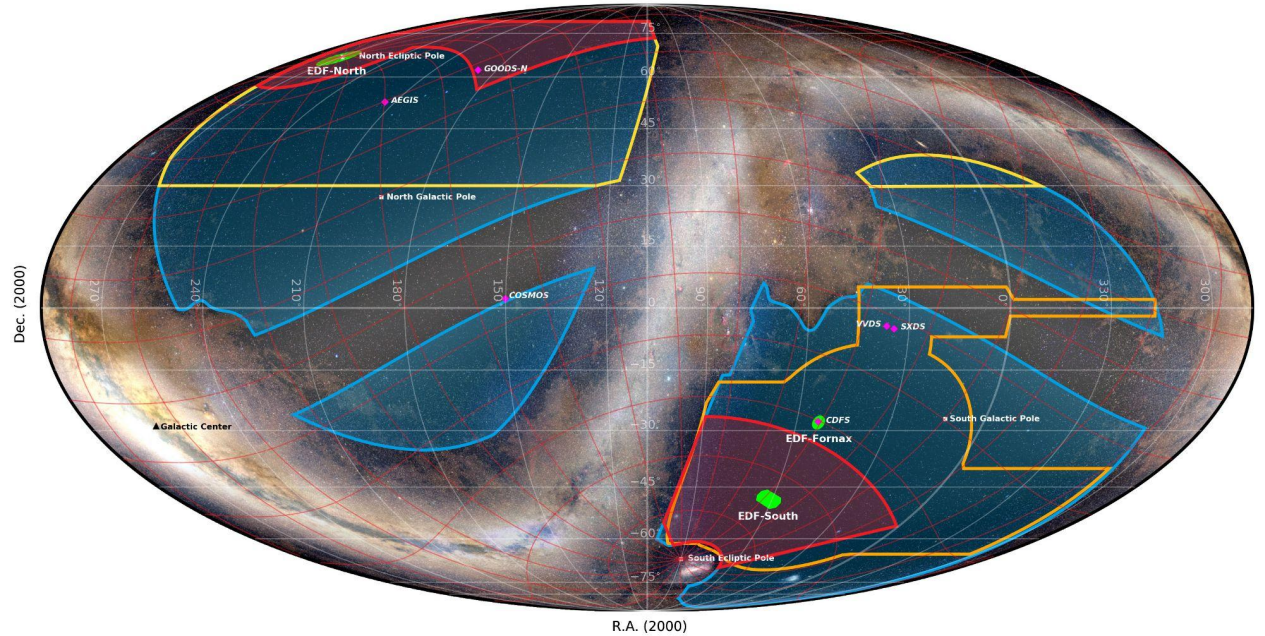 75°
North Ecliptic Pole
EDF-North
GOODS-N
60°
AEGIS
45°
30°
North Galactic Pole
15
270
240
210
180
150
COSMOS
120
0
90
60
30
0
330
300
VVDS
SXDS
Dec. (2000)
−15
Galactic Center
−30
CDFS
South Galactic Pole
EDF-Fornax
−45
EDF-South
−60
South Ecliptic Pole
−75°
R.A. (2000)